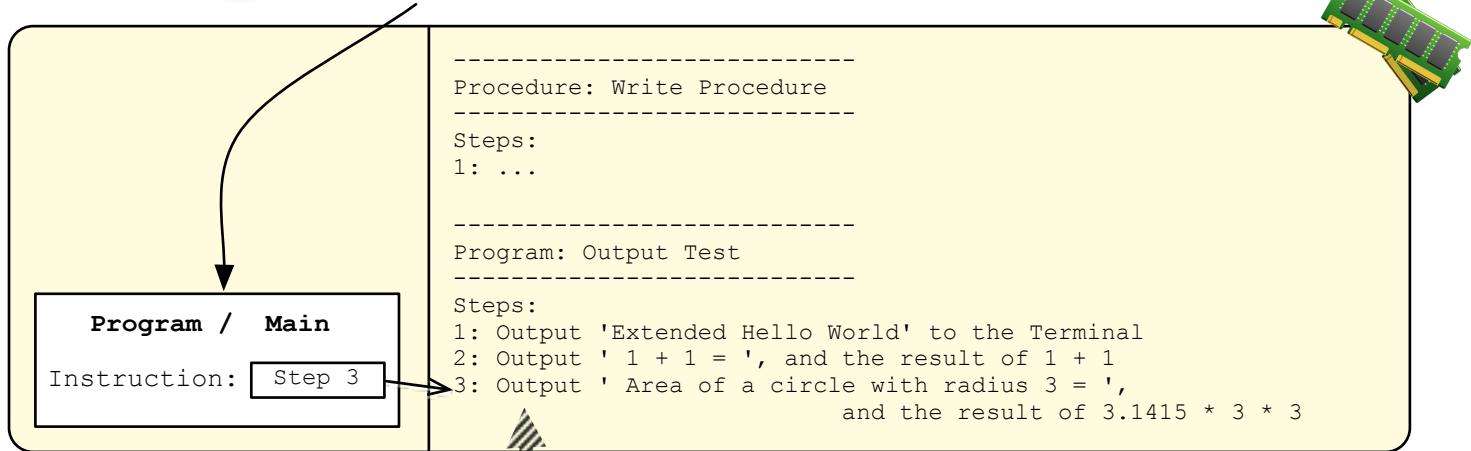 ----------------------------
Procedure: Write Procedure
----------------------------
Steps:
1: ...
----------------------------
Program: Output Test
----------------------------
Steps:
1: Output 'Extended Hello World' to the Terminal
2: Output ' 1 + 1 = ', and the result of 1 + 1
3: Output ' Area of a circle with radius 3 = ',
and the result of 3.1415 * 3 * 3
Program / Main
Instruction: Step 3